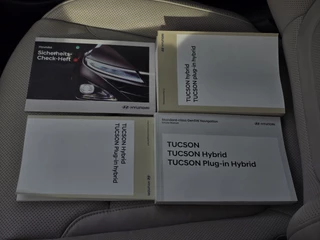 Sicherheits-
Check-Heft
HYUNDAI
TUCSON hybrid
TUCSON plug-in hybrid
TUCSON Hybrid
TUCSON Plug-in hybrid
HYUNDAI
TUCSON
TUCSON Hybrid
TUCSON Plug-in Hybrid